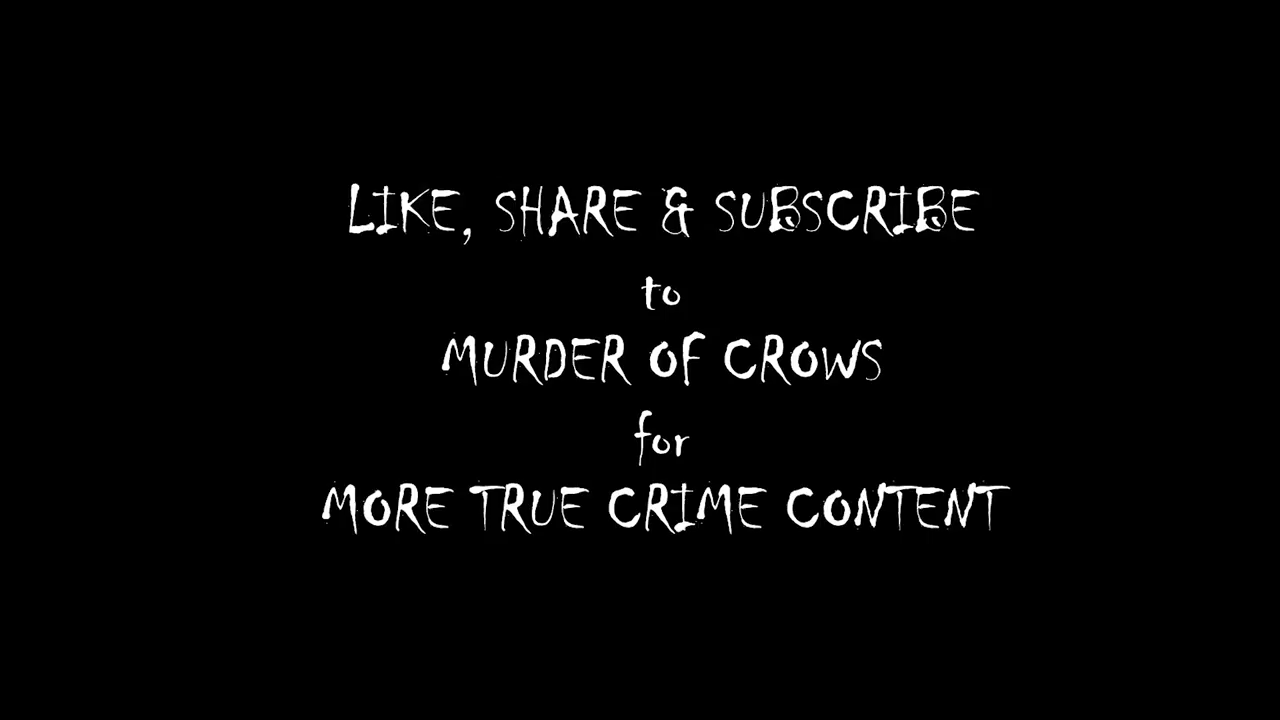 LIKE, SHARE & SUBSCRIBE
to
MURDER OF CROWS
for
MORE TRUE CRIME CONTENT